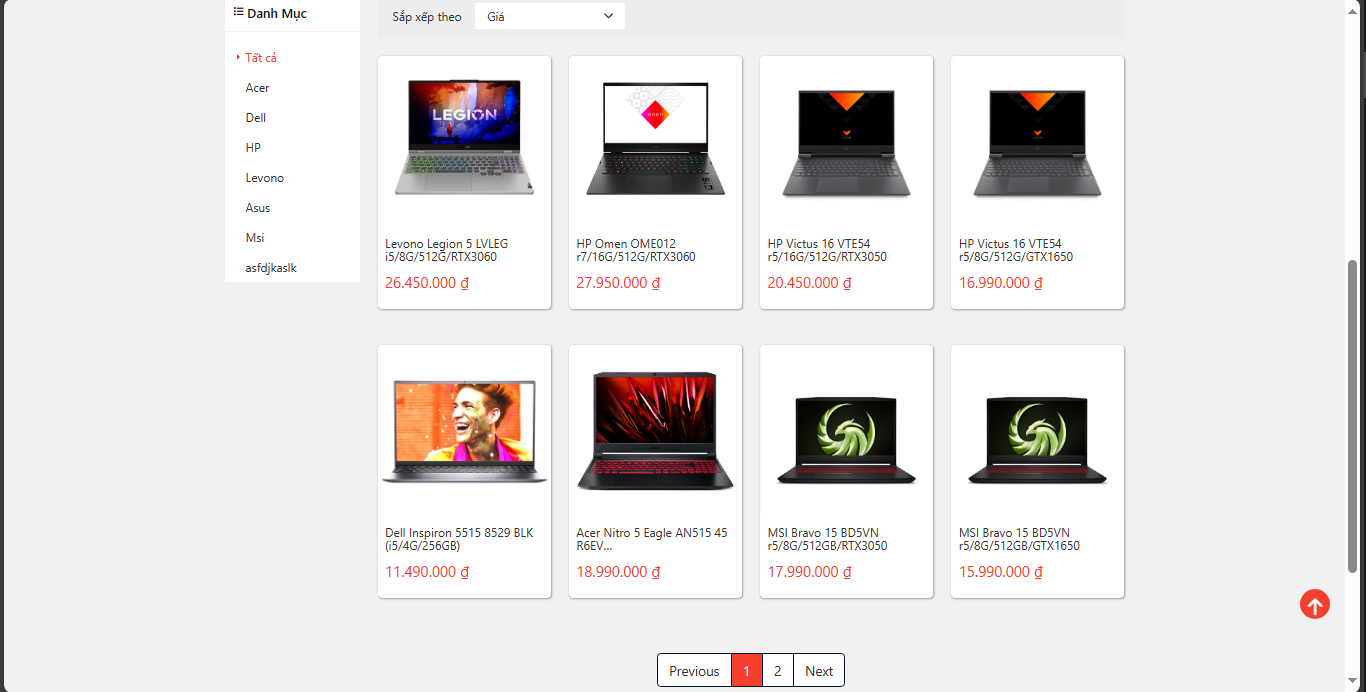 Danh Mục
Tất cả
Acer
Dell
HP
Levono
Asus
Msi
asfdjkaslk
Sắp xếp theo
Giá
LEGION
OMEN
Levono Legion 5 LVLEG
i5/8G/512G/RTX3060
26.450.000 ₫
HP Omen OME012
r7/16G/512G/RTX3060
27.950.000 ₫
HP Victus 16 VTE54
r5/16G/512G/RTX3050
20.450.000 ₫
HP Victus 16 VTE54
r5/8G/512G/GTX1650
16.990.000 ₫
Dell Inspiron 5515 8529 BLK
(i5/4G/256GB)
11.490.000 ₫
Acer Nitro 5 Eagle AN515 45
R6EV...
18.990.000 ₫
MSI Bravo 15 BD5VN
r5/8G/512GB/RTX3050
17.990.000 ₫
MSI Bravo 15 BD5VN
r5/8G/512GB/GTX1650
15.990.000 ₫
Previous
1
2
Next